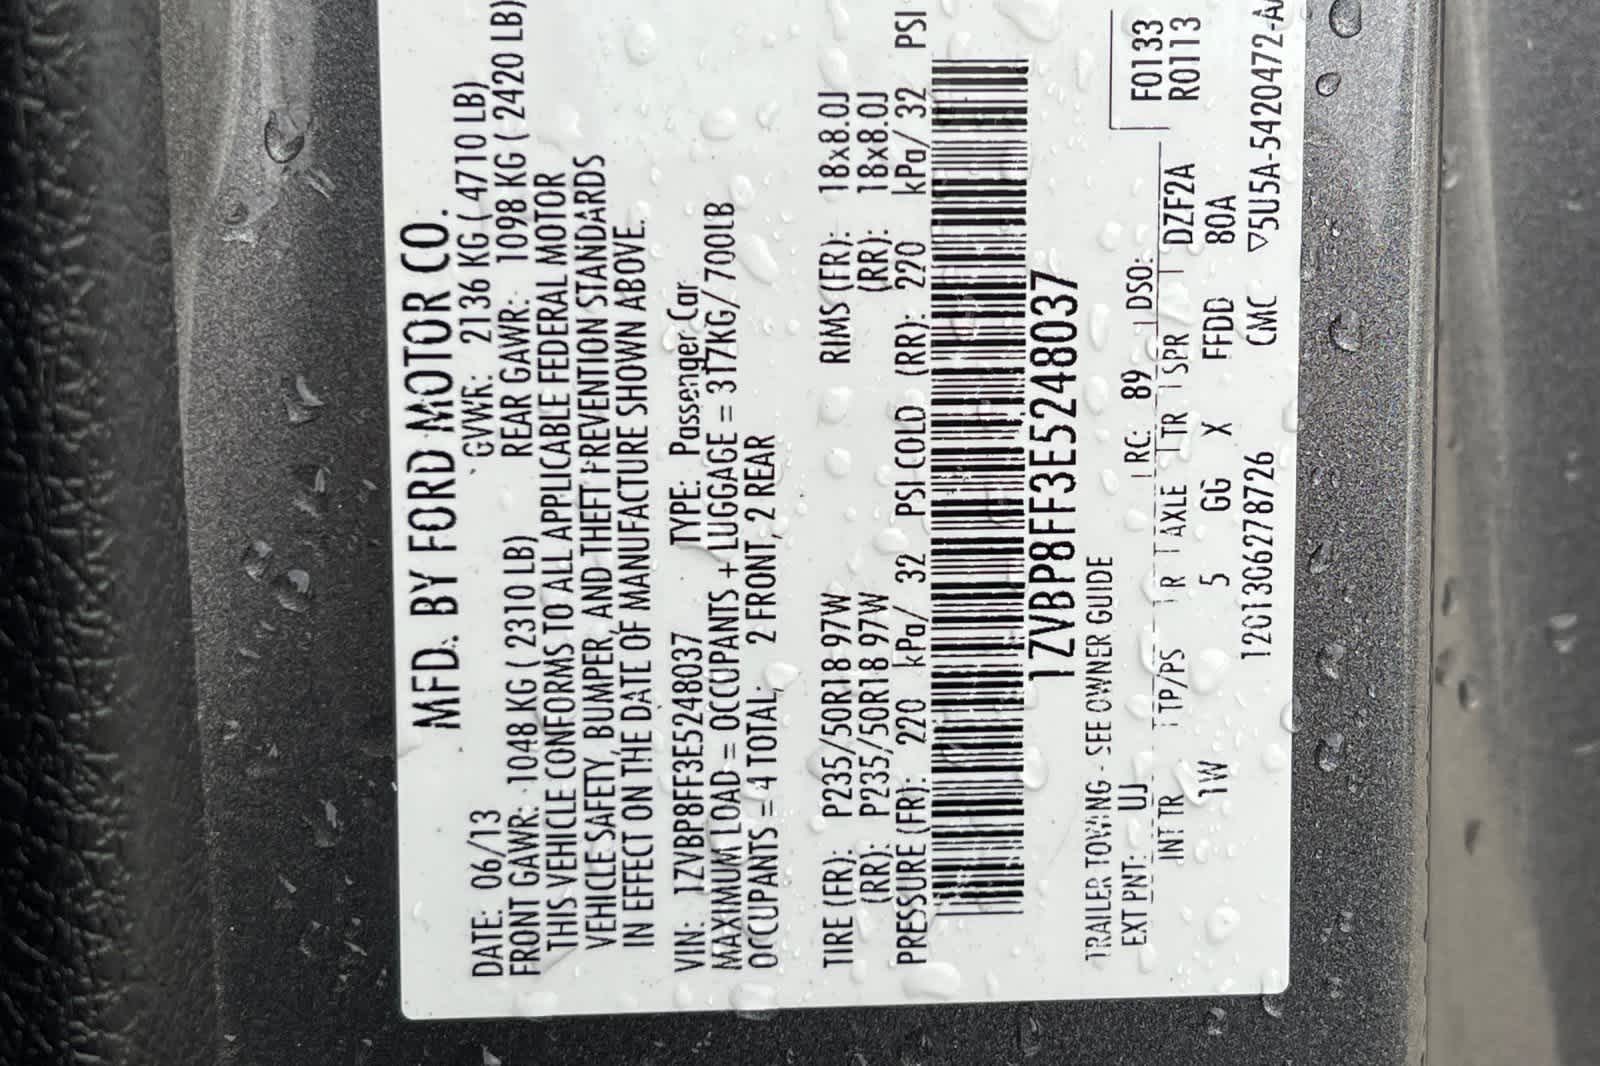 MFD. BY FORD MOTOR CO.
DATE: 06/13 GVWR: 2136 KG ( 4710 LB)
FRONT GAWR: 1048 KG ( 2310 LB) REAR GAWR: 1098 KG ( 2420 LB)
THIS VEHICLE CONFORMS TO ALL APPLICABLE FEDERAL MOTOR
VEHICLE SAFETY, BUMPER, AND THEFT PREVENTION STANDARDS
IN EFFECT ON THE DATE OF MANUFACTURE SHOWN ABOVE.
VIN: 1ZVBP8FF3E5248037 TYPE: Passenger Car
MAXIMUM LOAD = OCCUPANTS + LUGGAGE = 317KG/700LB
OCCUPANTS = 4 TOTAL, 2 FRONT, 2 REAR
TIRE (FR): P235/50R18 97W RIMS (FR): 18x8.0J
(RR): P235/50R18 97W (RR): 18x8.0J
PRESSURE (FR): 220 kPa/ 32 PSI COLD (RR): 220 kPa/ 32 PSI
1ZVBP8FF3E5248037
TRAILER TOWING - SEE OWNER GUIDE
F0133
R0113
EXT PNT: UJ RC: 89 DSO:
INT TR TP/PS R AXLE TR SPR DZF2A
1W 5 GG X FFDD 80A
1201306278726 CMC ▽5U5A-5420472-AA